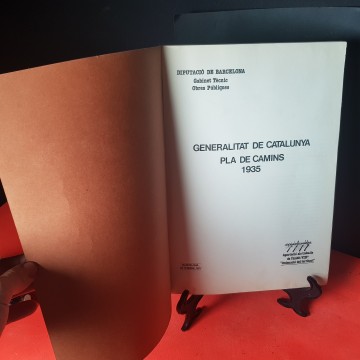 DIPUTACIÓ DE BARCELONA
Gabinet Tècnic
Obres Públiques
GENERALITAT DE CATALUNYA
PLA DE CAMINS
1935